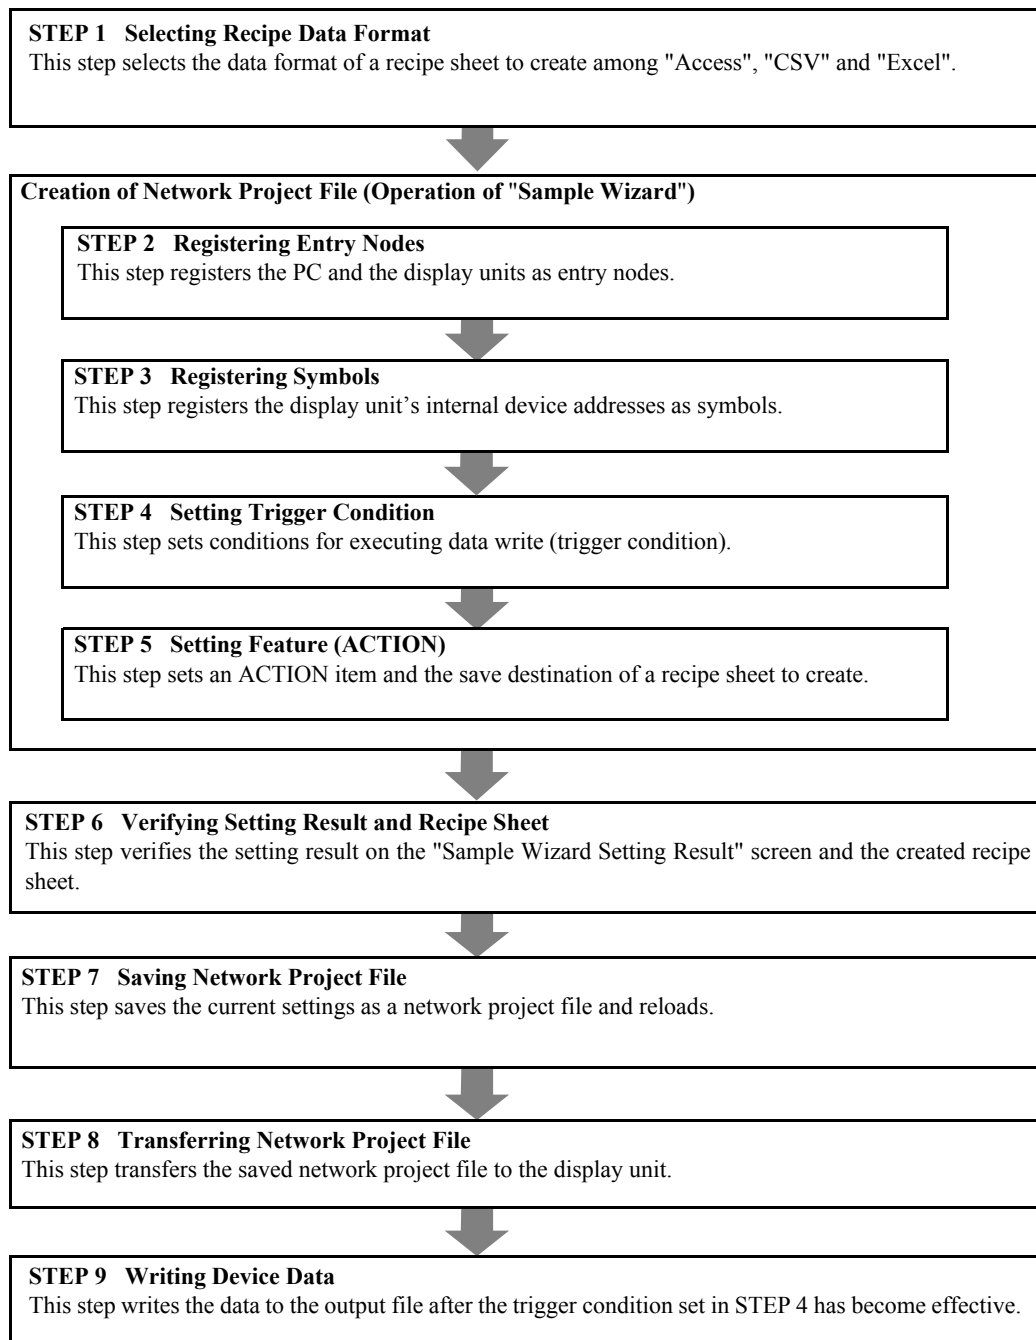 STEP 1   Selecting Recipe Data Format
This step selects the data format of a recipe sheet to create among "Access", "CSV" and "Excel".
Creation of Network Project File (Operation of "Sample Wizard")
STEP 2   Registering Entry Nodes
This step registers the PC and the display units as entry nodes.
STEP 3   Registering Symbols
This step registers the display unit’s internal device addresses as symbols.
STEP 4   Setting Trigger Condition
This step sets conditions for executing data write (trigger condition).
STEP 5   Setting Feature (ACTION)
This step sets an ACTION item and the save destination of a recipe sheet to create.
STEP 6   Verifying Setting Result and Recipe Sheet
This step verifies the setting result on the "Sample Wizard Setting Result" screen and the created recipe
sheet.
STEP 7   Saving Network Project File
This step saves the current settings as a network project file and reloads.
STEP 8   Transferring Network Project File
This step transfers the saved network project file to the display unit.
STEP 9   Writing Device Data
This step writes the data to the output file after the trigger condition set in STEP 4 has become effective.